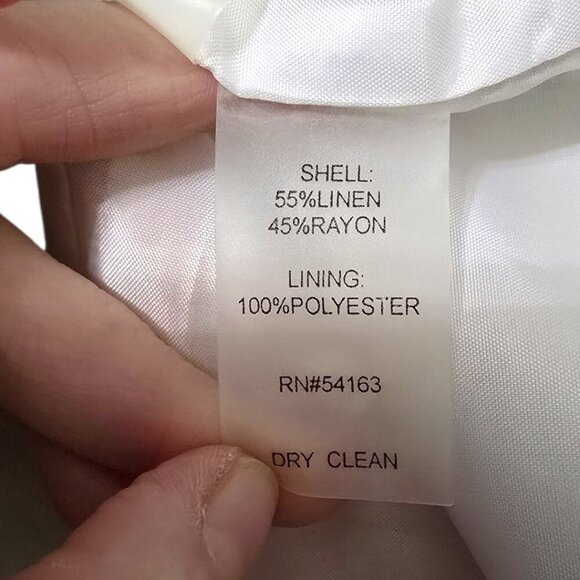 SHELL:
55%LINEN
45%RAYON
LINING:
100%POLYESTER
RN#54163
DRY CLEAN